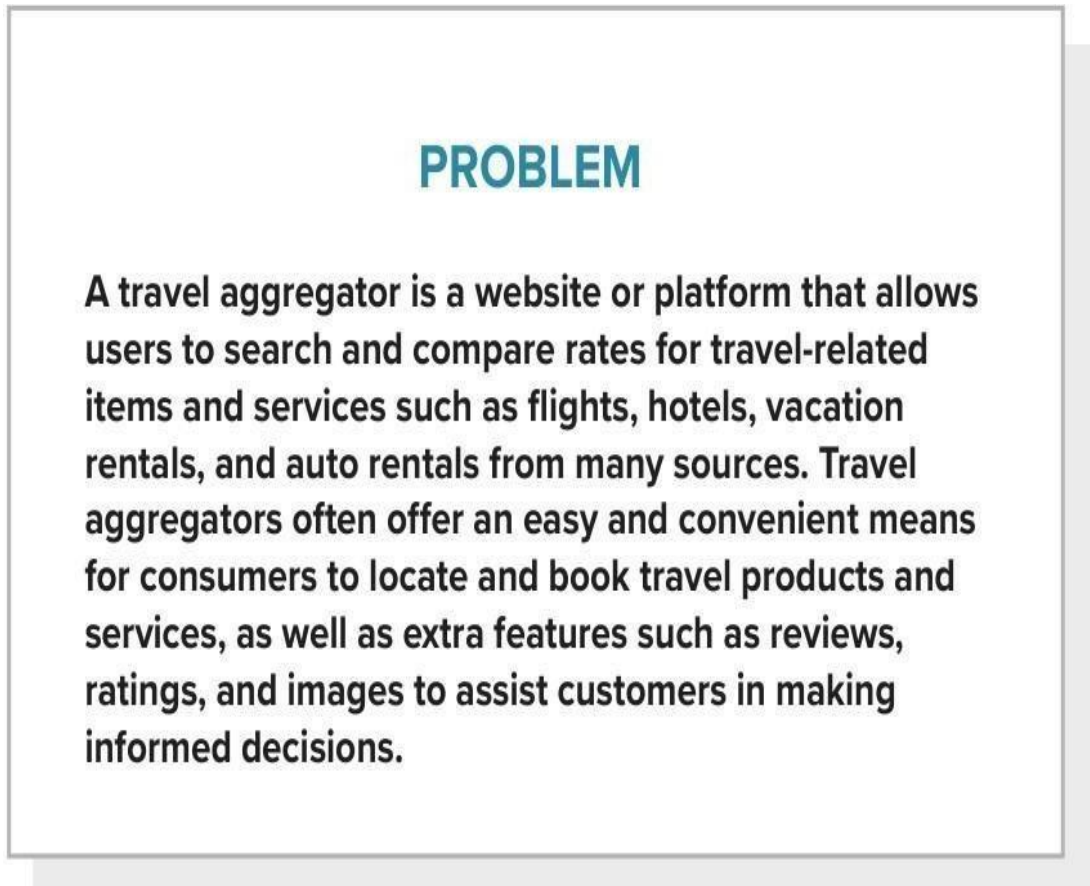 PROBLEM
A travel aggregator is a website or platform that allows
users to search and compare rates for travel-related
items and services such as flights, hotels, vacation
rentals, and auto rentals from many sources. Travel
aggregators often offer an easy and convenient means
for consumers to locate and book travel products and
services, as well as extra features such as reviews,
ratings, and images to assist customers in making
informed decisions.